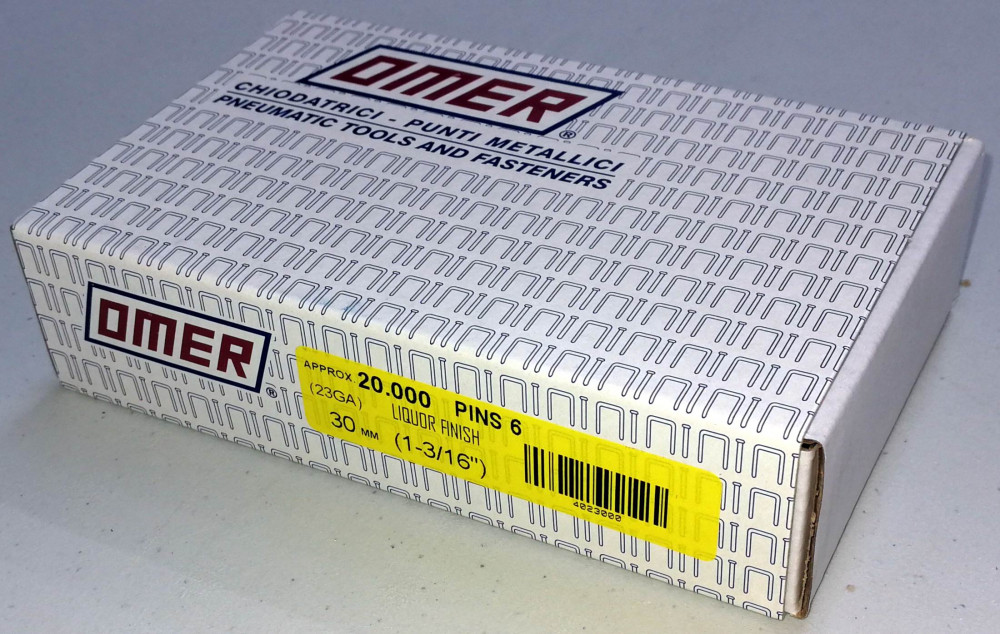 OMER®
CHIODATRICI - PUNTI METALLICI
PNEUMATIC TOOLS AND FASTENERS
OMER®
APPROX. 20.000 PINS 6
(23GA) LIQUOR FINISH
30 MM (1-3/16")
4023000